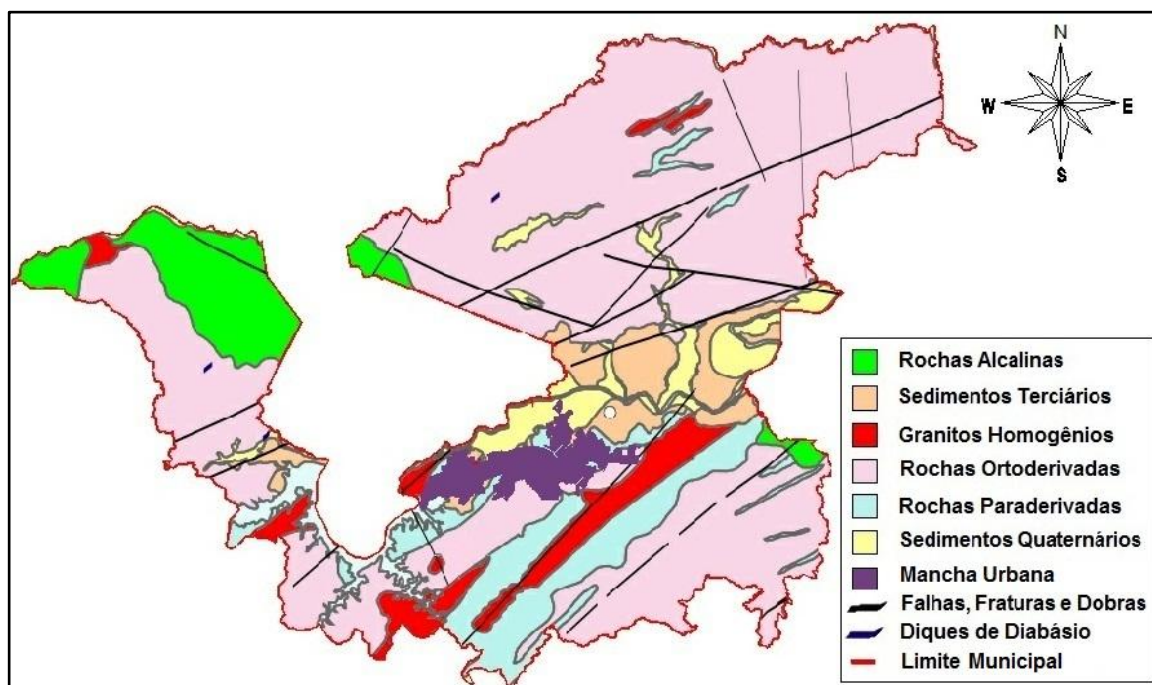 N
W
E
S
Rochas Alcalinas
Sedimentos Terciários
Granitos Homogênios
Rochas Ortoderivadas
Rochas Paraderivadas
Sedimentos Quaternários
Mancha Urbana
Falhas, Fraturas e Dobras
Diques de Diabásio
Limite Municipal